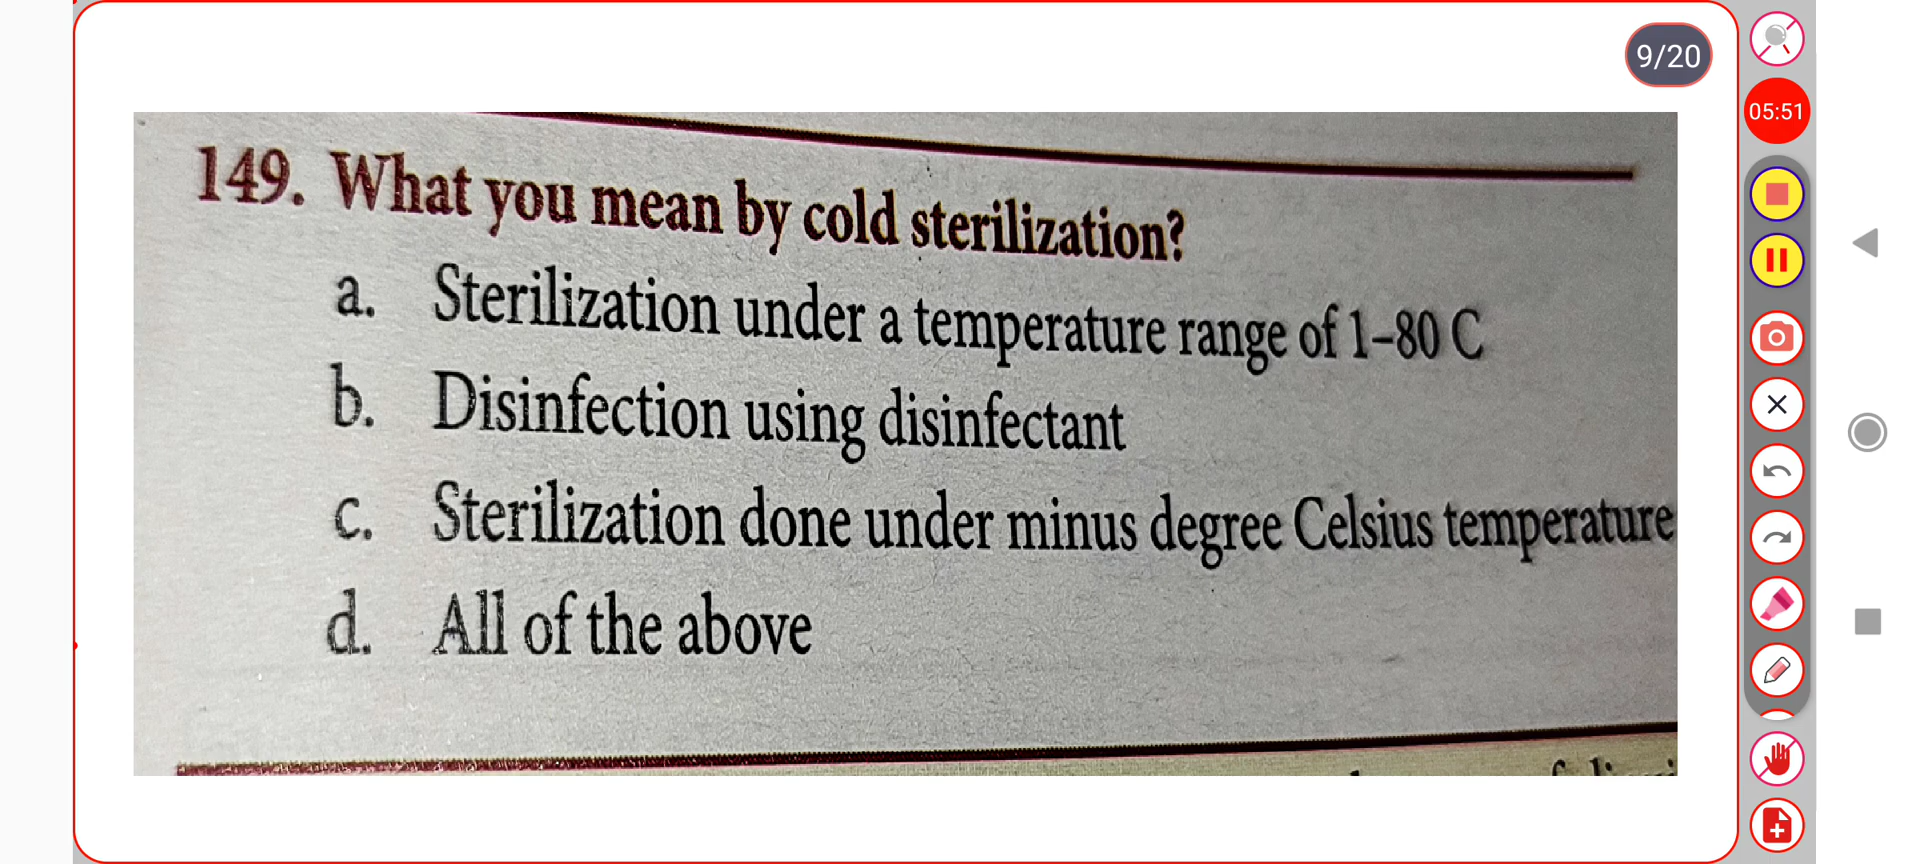 9/20
05:51
149. What you mean by cold sterilization?
a. Sterilization under a temperature range of 1–80 C
b. Disinfection using disinfectant
c. Sterilization done under minus degree Celsius temperature
d. All of the above